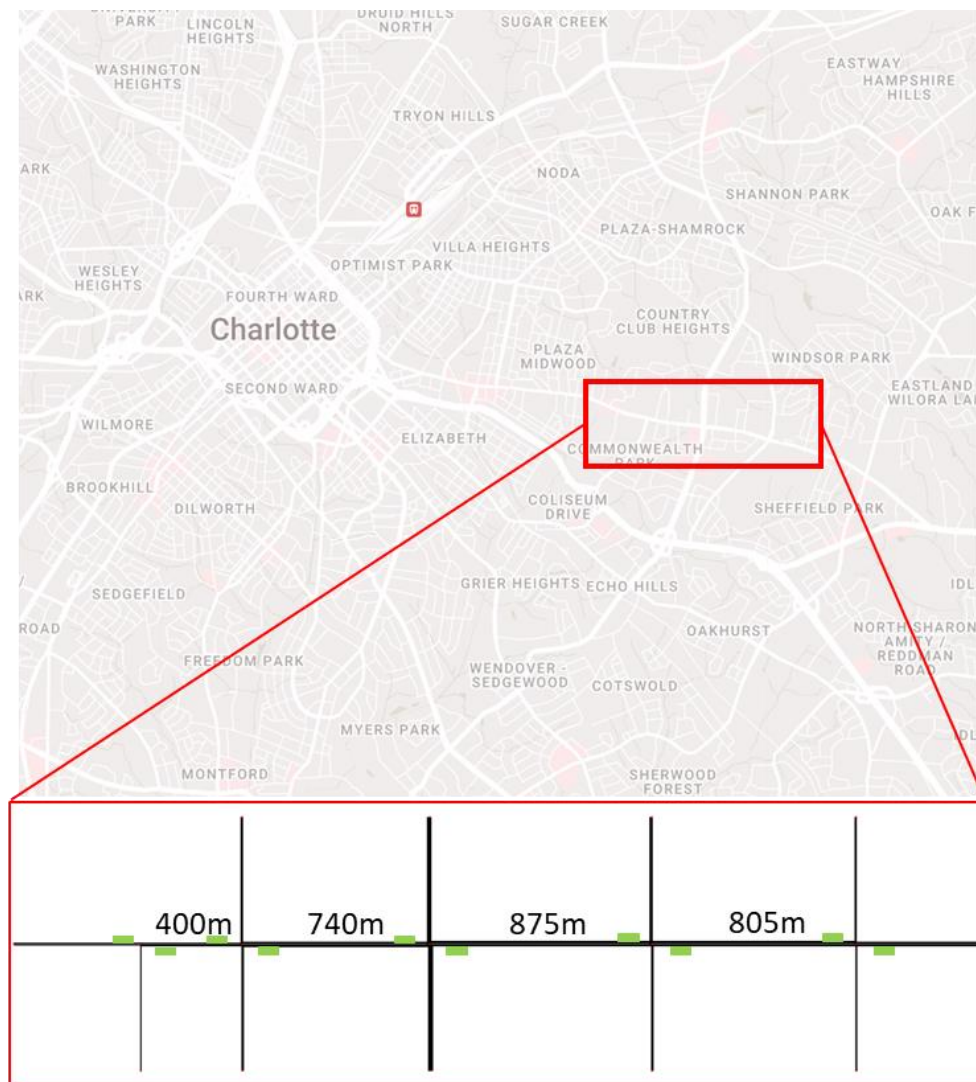 PARK
LINCOLN
HEIGHTS
DRUID HILLS
NORTH
SUGAR CREEK
WASHINGTON
HEIGHTS
EASTWAY
HAMPSHIRE
HILLS
TRYON HILLS
ARK
NODA
SHANNON PARK
OAK F
PLAZA-SHAMROCK
VILLA HEIGHTS
OPTIMIST PARK
WESLEY
HEIGHTS
ARK
FOURTH WARD
Charlotte
COUNTRY
CLUB HEIGHTS
PLAZA
MIDWOOD
WINDSOR PARK
SECOND WARD
EASTLAND
WILORA LA
WILMORE
ELIZABETH
COMMONWEALTH
PARK
BROOKHILL
DILWORTH
COLISEUM
DRIVE
SHEFFIELD PARK
SEDGEFIELD
GRIER HEIGHTS
ECHO HILLS
IDL
ROAD
OAKHURST
NORTH SHARON
AMITY /
REDDMAN
ROAD
FREEDOM PARK
WENDOVER -
SEDGEWOOD
COTSWOLD
MYERS PARK
IDL
MONTFORD
SHERWOOD
FOREST
400m
740m
875m
805m